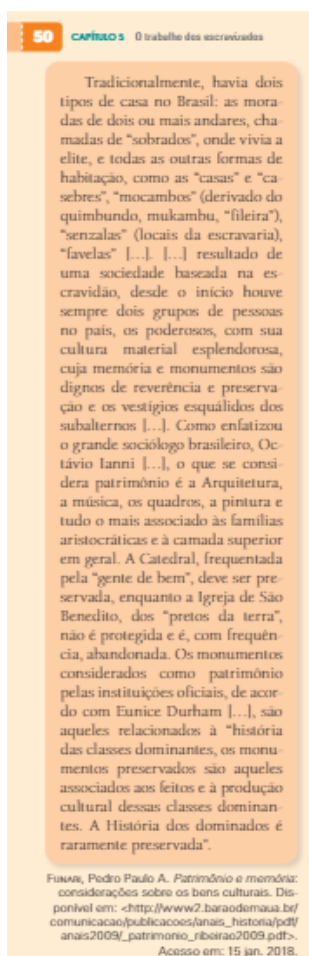 50 CAPÍTULO 5 O trabalho dos escravizados
Tradicionalmente, havia dois
tipos de casa no Brasil: as mora-
das de dois ou mais andares, cha-
madas de “sobrados”, onde vivia a
elite, e todas as outras formas de
habitação, como as “casas” e “ca-
sebres”, “mocambos” (derivado do
quimbundo, mukambu, “fileira”),
“senzalas” (locais da escravaria),
“favelas” […]. […] resultado de
uma sociedade baseada na es-
cravidão, desde o início houve
sempre dois grupos de pessoas
no país, os poderosos, com sua
cultura material esplendorosa,
cuja memória e monumentos são
dignos de reverência e preserva-
ção e os vestígios esquálidos dos
subalternos […]. Como enfatizou
o grande sociólogo brasileiro, Oc-
távio Ianni […], o que se consi-
dera patrimônio é a Arquitetura,
a música, os quadros, a pintura e
tudo o mais associado às famílias
aristocráticas e à camada superior
em geral. A Catedral, frequentada
pela “gente de bem”, deve ser pre-
servada, enquanto a Igreja de São
Benedito, dos “pretos da terra”,
não é protegida e é, com frequên-
cia, abandonada. Os monumentos
considerados como patrimônio
pelas instituições oficiais, de acor-
do com Eunice Durham […], são
aqueles relacionados à “história
das classes dominantes, os monu-
mentos preservados são aqueles
associados aos feitos e à produção
cultural dessas classes dominan-
tes. A História dos dominados é
raramente preservada”.
FUNARI, Pedro Paulo A. Patrimônio e memória:
considerações sobre os bens culturais. Dis-
ponível em: <http://www2.baraodemaua.br/
comunicacao/publicacoes/anais_historia/pdf/
anais2009/_patrimonio_ribeirao2009.pdf>.
Acesso em: 15 jan. 2018.